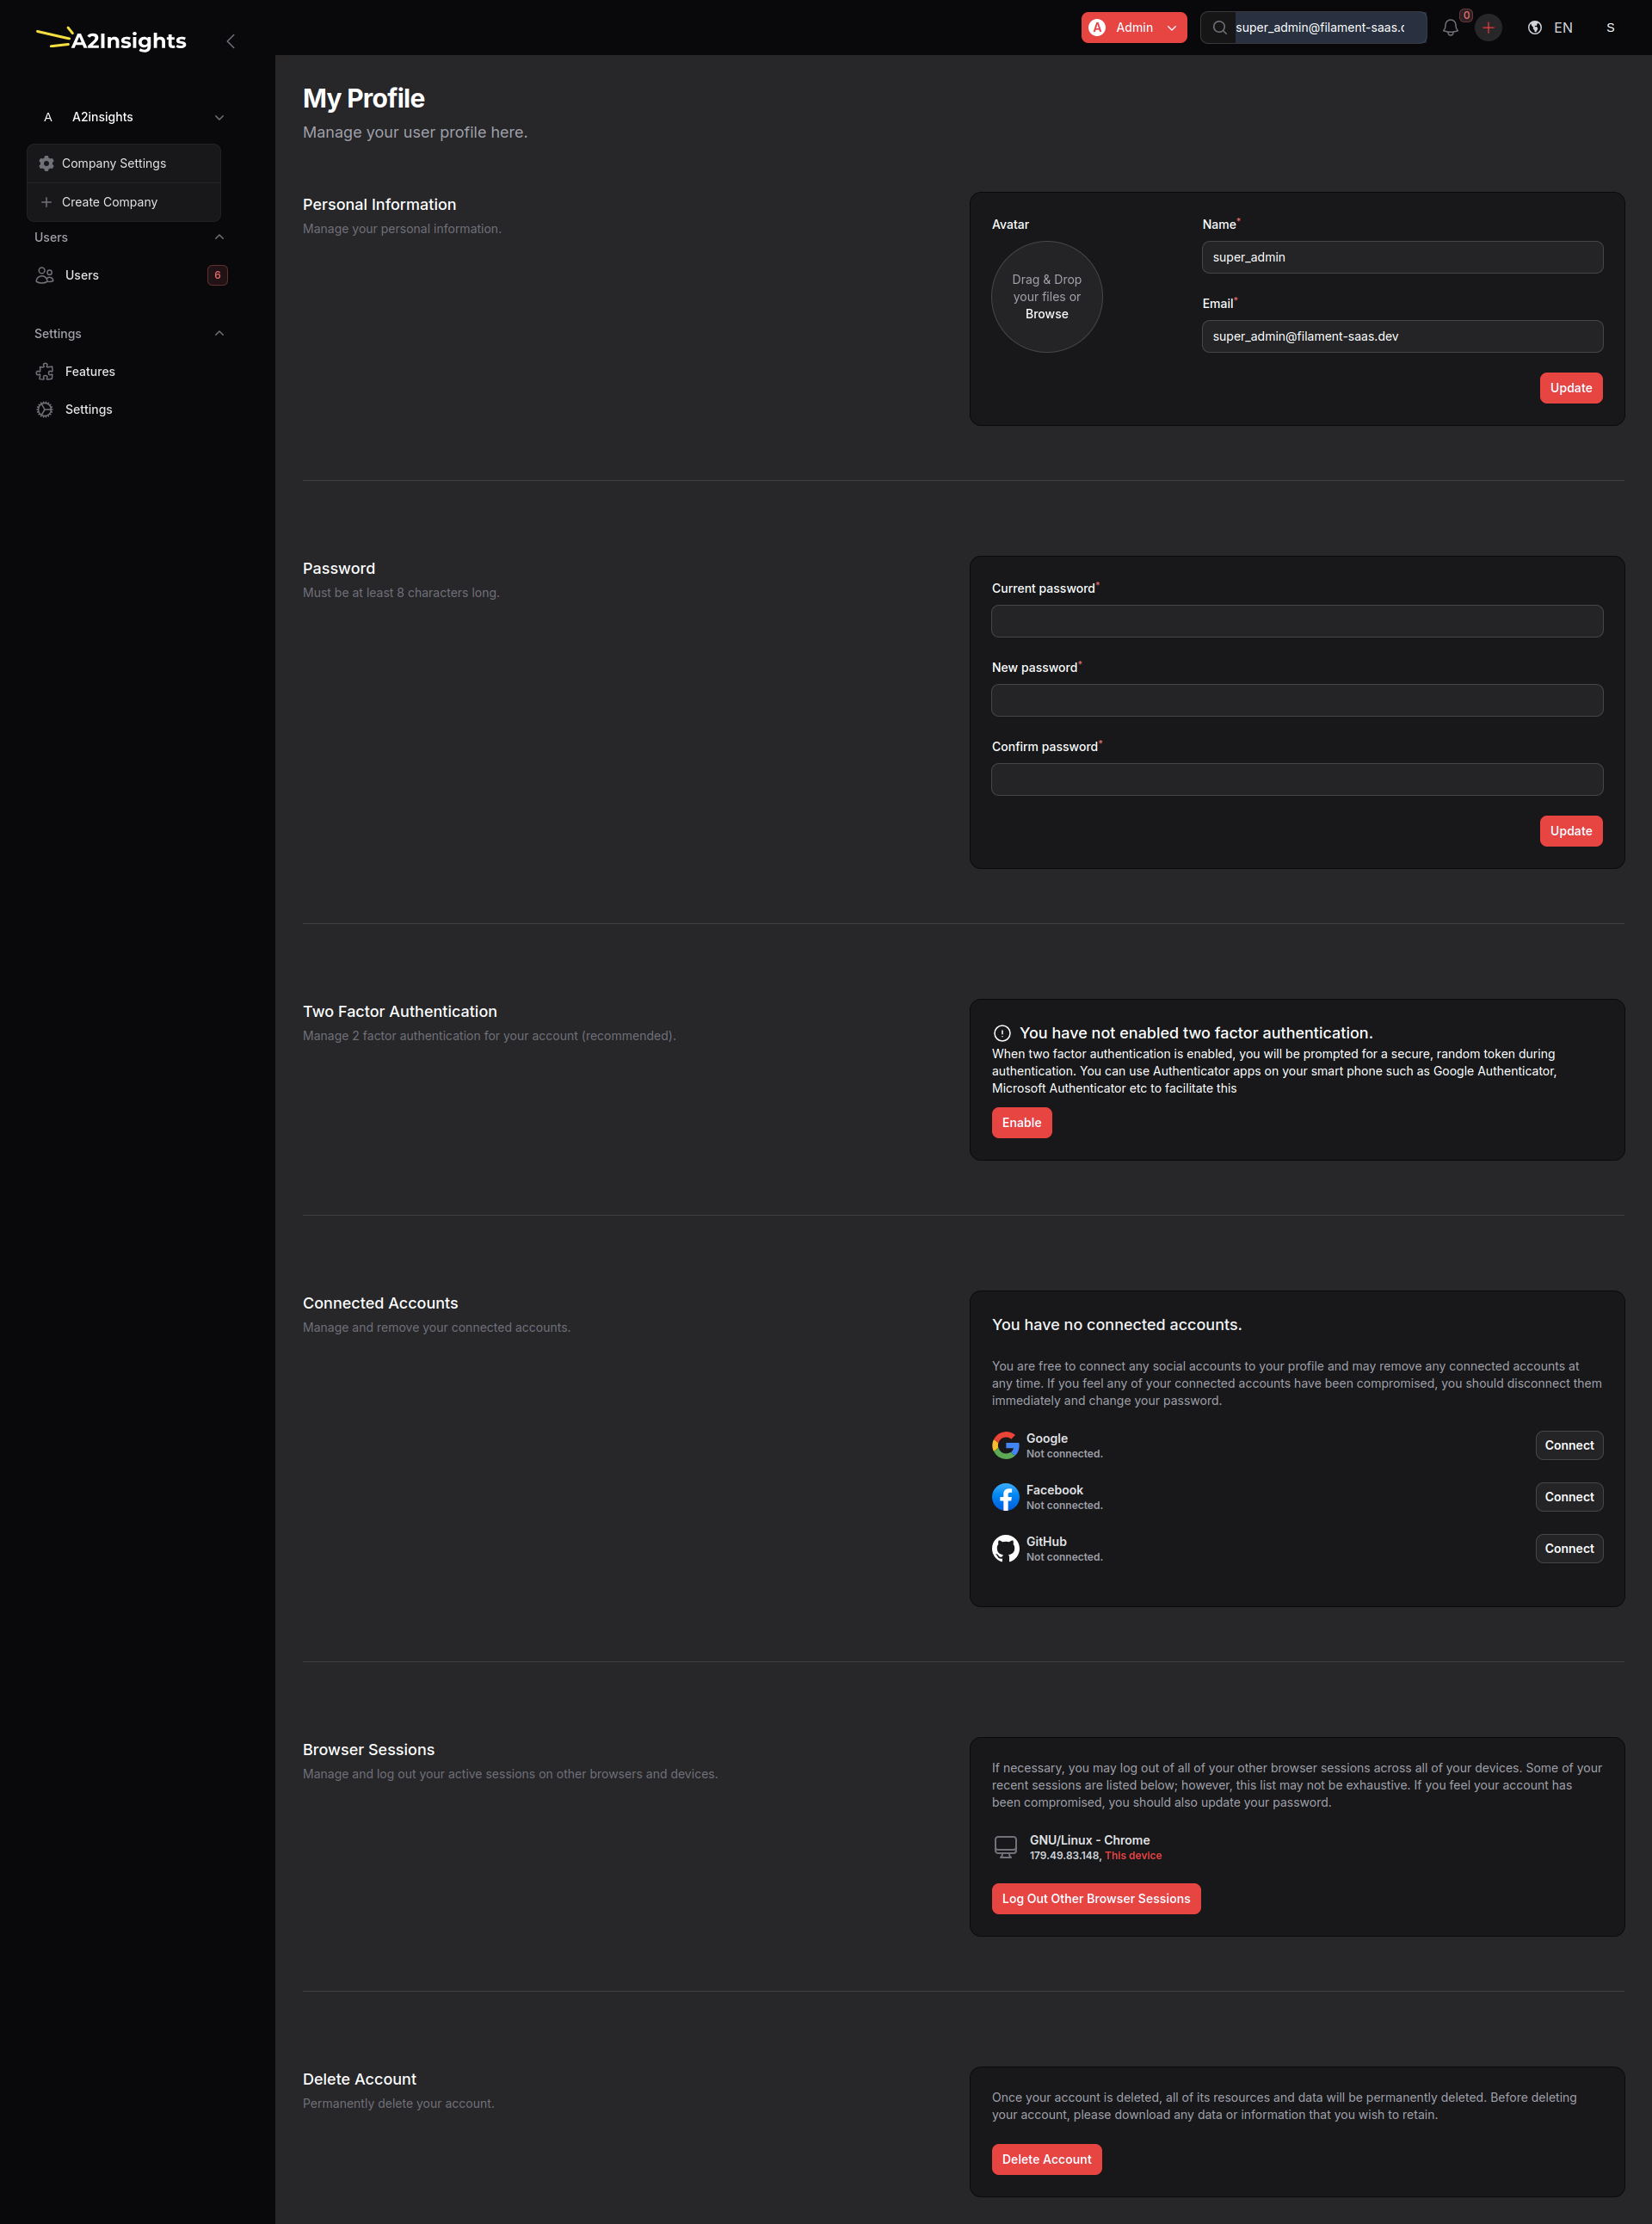 A2Insights
Admin
super_admin@filament-saas.
0
EN
S
A
A2insights
Company Settings
Create Company
Users
Users
6
Settings
Features
Settings
My Profile
Manage your user profile here.
Personal Information
Manage your personal information.
Avatar
Drag & Drop
your files or
Browse
Name*
super_admin
Email*
super_admin@filament-saas.dev
Update
Password
Must be at least 8 characters long.
Current password*
New password*
Confirm password*
Update
Two Factor Authentication
Manage 2 factor authentication for your account (recommended).
You have not enabled two factor authentication.
When two factor authentication is enabled, you will be prompted for a secure, random token during
authentication. You can use Authenticator apps on your smart phone such as Google Authenticator,
Microsoft Authenticator etc to facilitate this
Enable
Connected Accounts
Manage and remove your connected accounts.
You have no connected accounts.
You are free to connect any social accounts to your profile and may remove any connected accounts at
any time. If you feel any of your connected accounts have been compromised, you should disconnect them
immediately and change your password.
Google
Not connected.
Connect
Facebook
Not connected.
Connect
GitHub
Not connected.
Connect
Browser Sessions
Manage and log out your active sessions on other browsers and devices.
If necessary, you may log out of all of your other browser sessions across all of your devices. Some of your
recent sessions are listed below; however, this list may not be exhaustive. If you feel your account has
been compromised, you should also update your password.
GNU/Linux - Chrome
179.49.83.148, This device
Log Out Other Browser Sessions
Delete Account
Permanently delete your account.
Once your account is deleted, all of its resources and data will be permanently deleted. Before deleting
your account, please download any data or information that you wish to retain.
Delete Account